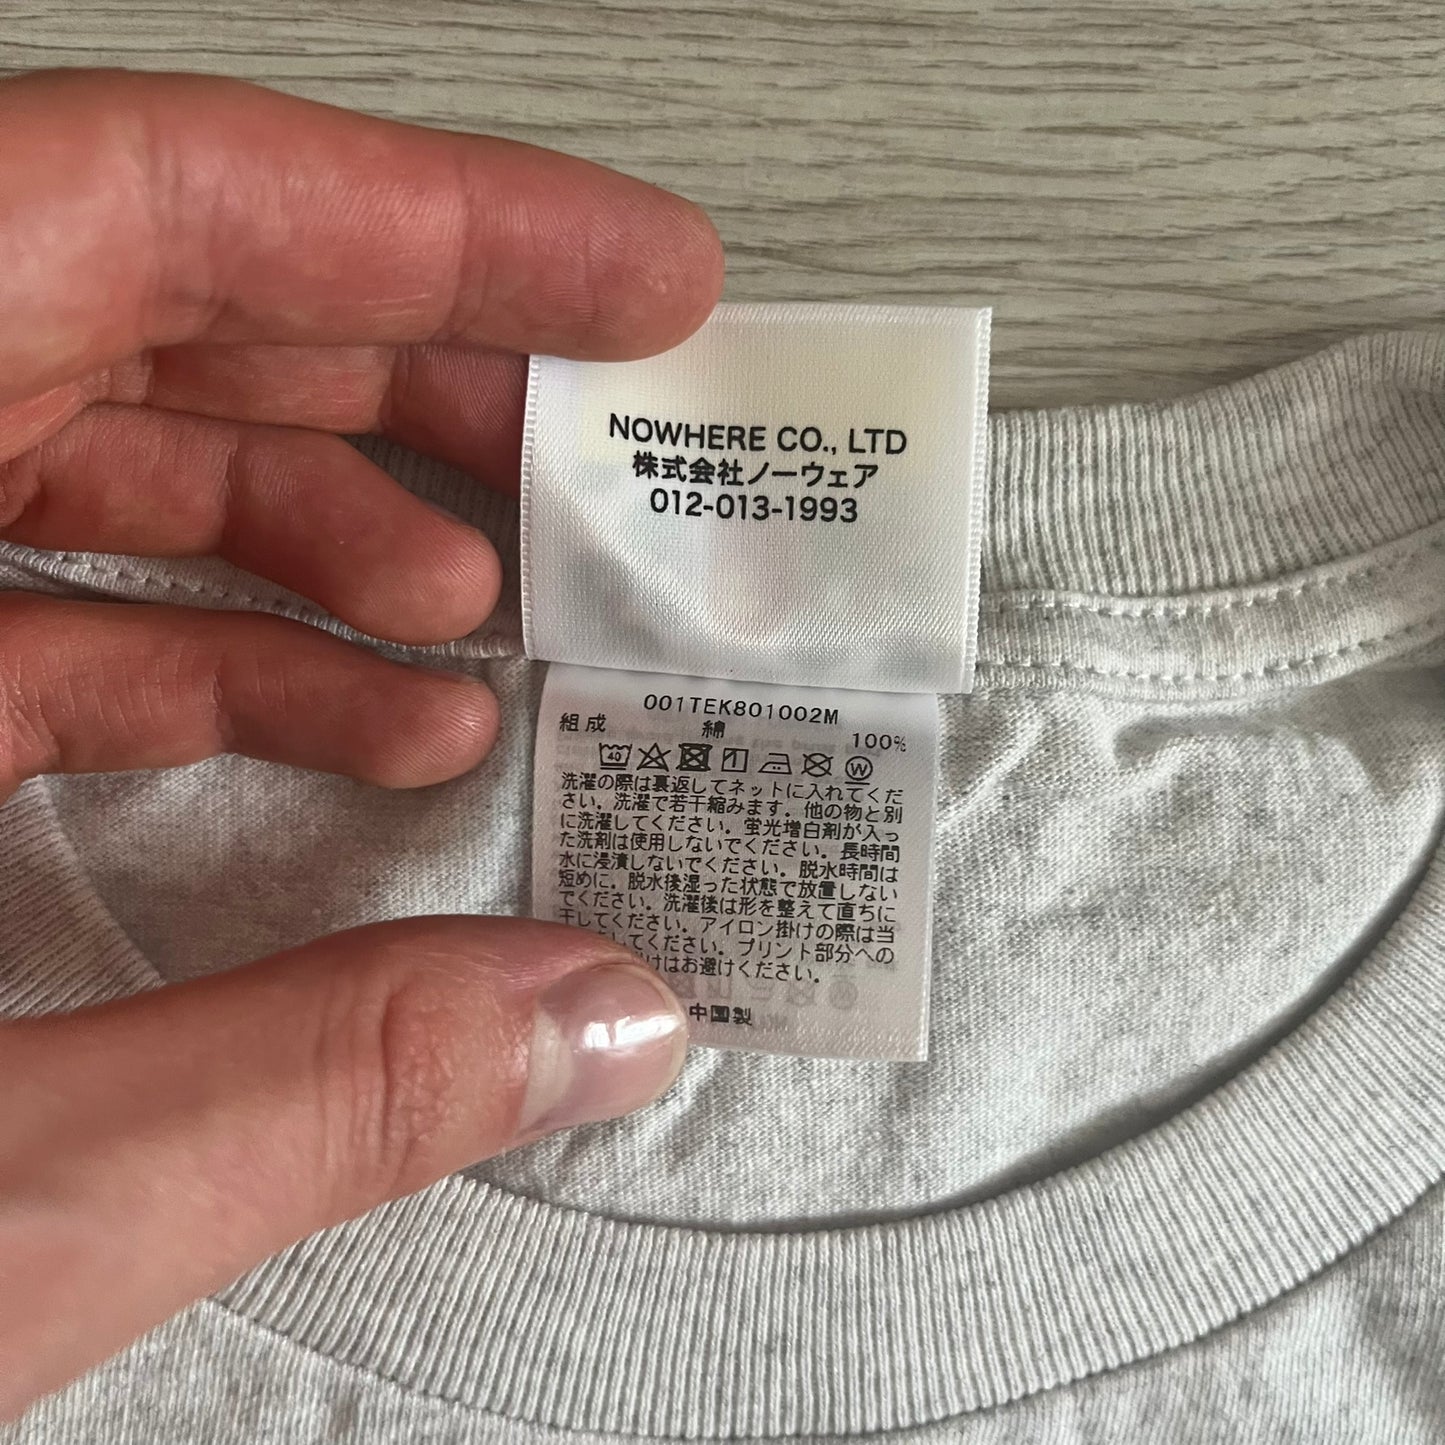 NOWHERE CO., LTD
株式会社ノーウェア
012-013-1993
001TEK801002M
組成 綿 100%
40
W
洗濯の際は裏返してネットに入れてくだ
さい。洗濯で若干縮みます。他の物と別
に洗濯してください。蛍光増白剤が入っ
た洗剤は使用しないでください。長時間
水に浸漬しないでください。脱水時間は
短めに。脱水後湿った状態で放置しない
でください。洗濯後は形を整えて直ちに
干してください。アイロン掛けの際は当
してください。プリント部分への
けはお避けください。
中国製